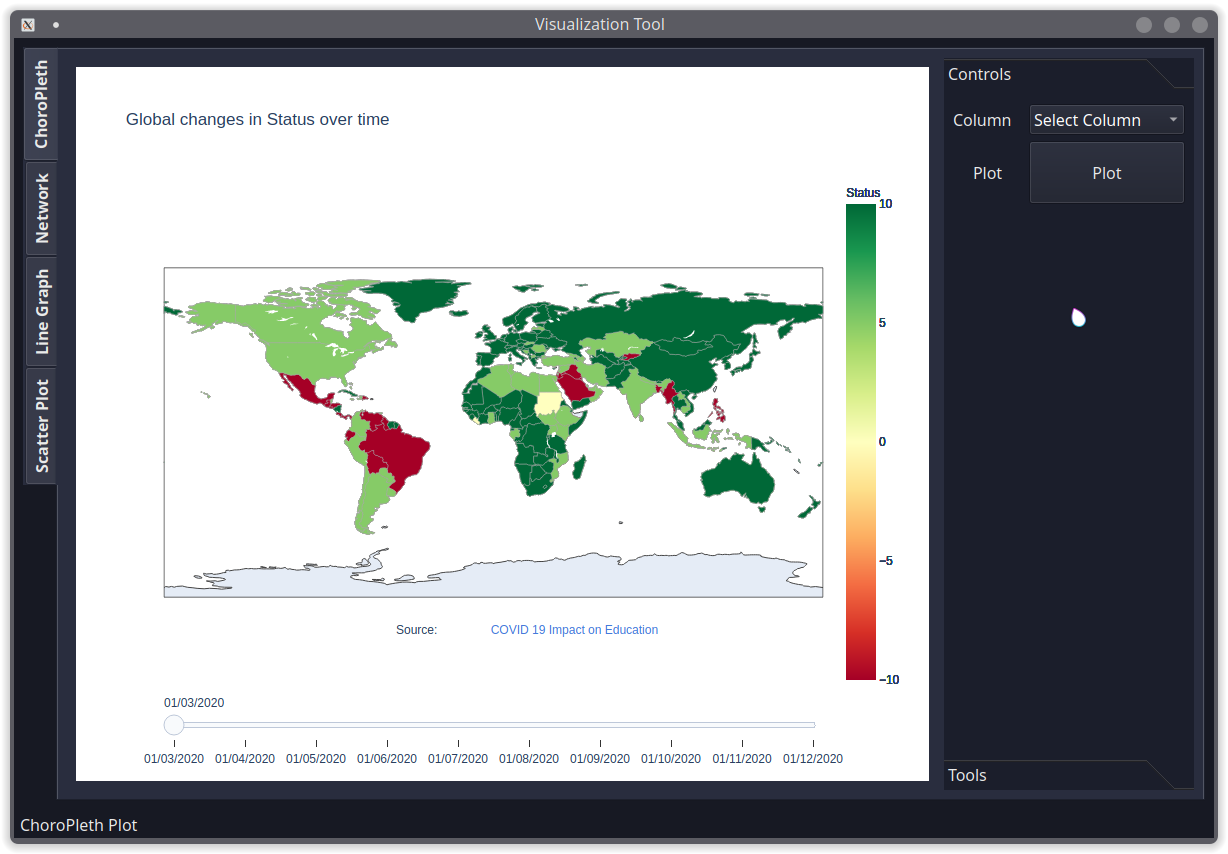 Visualization Tool
ChoroPleth
Network
Line Graph
Scatter Plot
Global changes in Status over time
Status
10
5
0
−5
−10
Source: COVID 19 Impact on Education
01/03/2020
01/03/2020 01/04/2020 01/05/2020 01/06/2020 01/07/2020 01/08/2020 01/09/2020 01/10/2020 01/11/2020 01/12/2020
Controls
Column Select Column
Plot Plot
Tools
ChoroPleth Plot